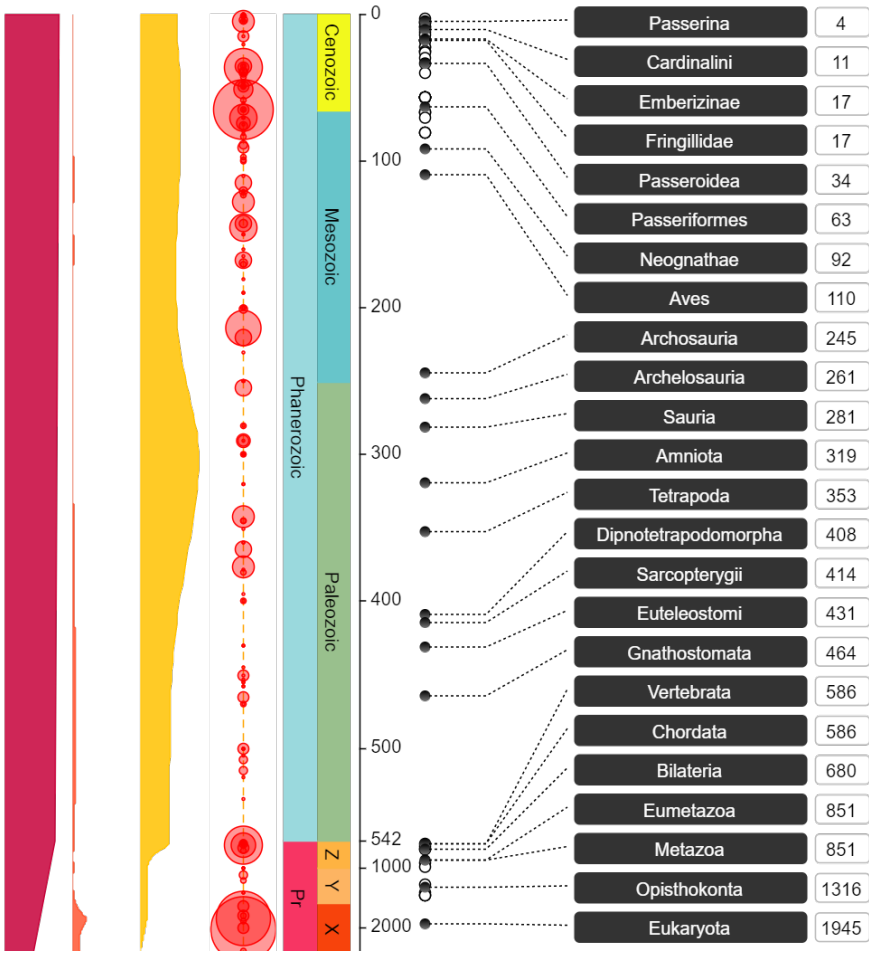 0
100
200
300
400
500
542
1000
2000
Cenozoic
Mesozoic
Paleozoic
Z
Y
X
Phanerozoic
Pr
Passerina 4
Cardinalini 11
Emberizinae 17
Fringillidae 17
Passeroidea 34
Passeriformes 63
Neognathae 92
Aves 110
Archosauria 245
Archelosauria 261
Sauria 281
Amniota 319
Tetrapoda 353
Dipnotetrapodomorpha 408
Sarcopterygii 414
Euteleostomi 431
Gnathostomata 464
Vertebrata 586
Chordata 586
Bilateria 680
Eumetazoa 851
Metazoa 851
Opisthokonta 1316
Eukaryota 1945